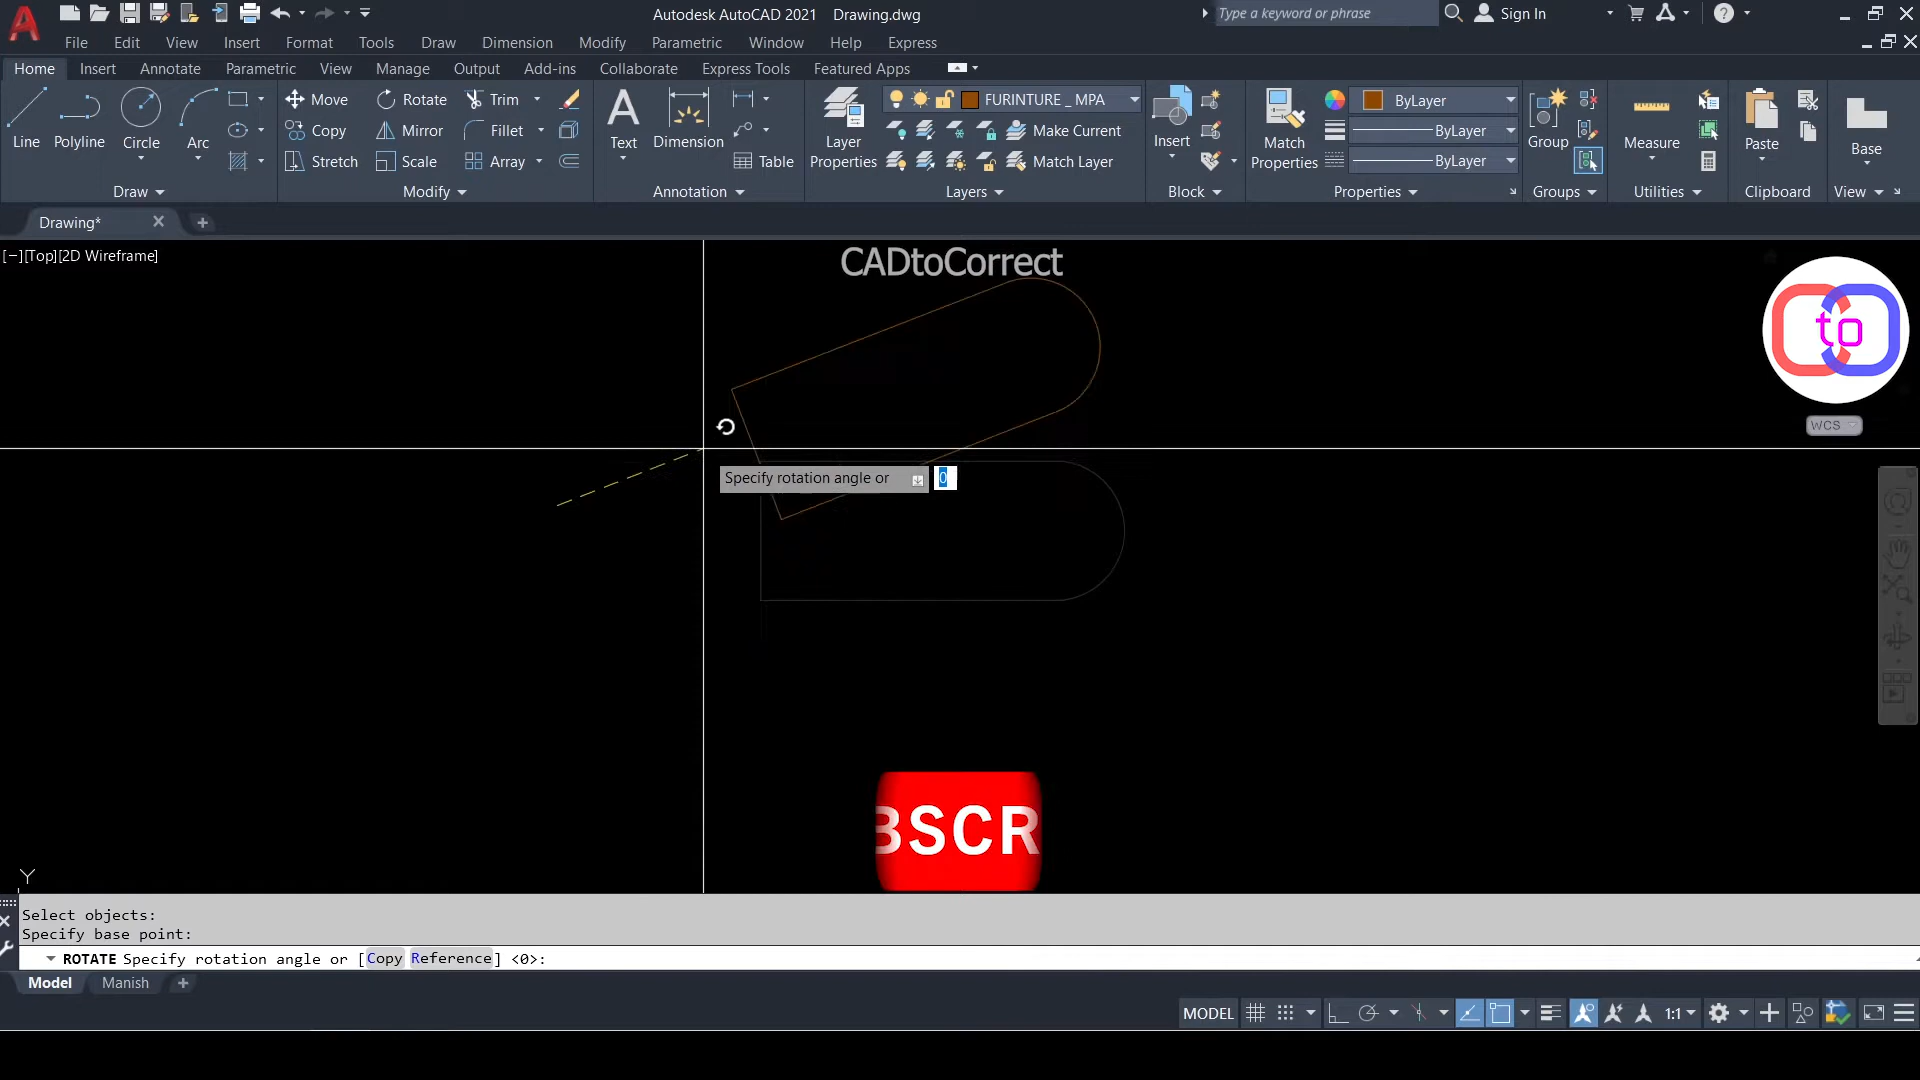 Autodesk AutoCAD 2021 Drawing.dwg
Type a keyword or phrase
Sign In
File Edit View Insert Format Tools Draw Dimension Modify Parametric Window Help Express
Home Insert Annotate Parametric View Manage Output Add-ins Collaborate Express Tools Featured Apps
Line Polyline Circle Arc
Move Rotate Trim
Copy Mirror Fillet
Stretch Scale Array
Text Dimension Table
Layer Properties
FURINTURE _ MPA
Make Current
Match Layer
Insert
Match Properties
ByLayer
ByLayer
ByLayer
Group
Measure
Paste
Base
Draw Modify Annotation Layers Block Properties Groups Utilities Clipboard View
Drawing*
[−][Top][2D Wireframe]
CADtoCorrect
to
WCS
Specify rotation angle or 0
BSCR
Y
Select objects:
Specify base point:
ROTATE Specify rotation angle or [Copy Reference] <0>:
Model Manish
MODEL 1:1